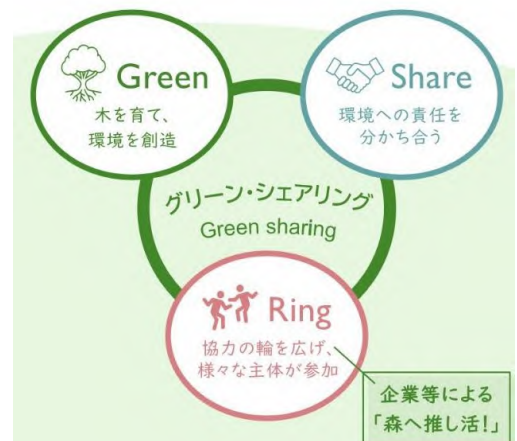 Green
木を育て、
環境を創造
Share
環境への責任を
分かち合う
グリーン・シェアリング
Green sharing
Ring
協力の輪を広げ、
様々な主体が参加
企業等による
「森へ推し活!」